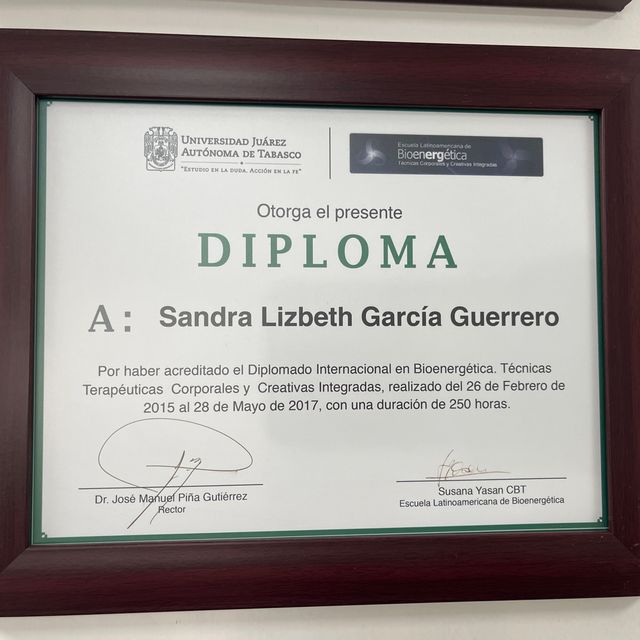 UNIVERSIDAD JUÁREZ
AUTÓNOMA DE TABASCO
"ESTUDIO EN LA DUDA. ACCIÓN EN LA FE"
Escuela Latinoamericana de
Bioenergética
Técnicas Corporales y Creativas Integradas
Otorga el presente
DIPLOMA
A: Sandra Lizbeth García Guerrero
Por haber acreditado el Diplomado Internacional en Bioenergética. Técnicas
Terapéuticas Corporales y Creativas Integradas, realizado del 26 de Febrero de
2015 al 28 de Mayo de 2017, con una duración de 250 horas.
Dr. José Manuel Piña Gutiérrez
Rector
Susana Yasan CBT
Escuela Latinoamericana de Bioenergética